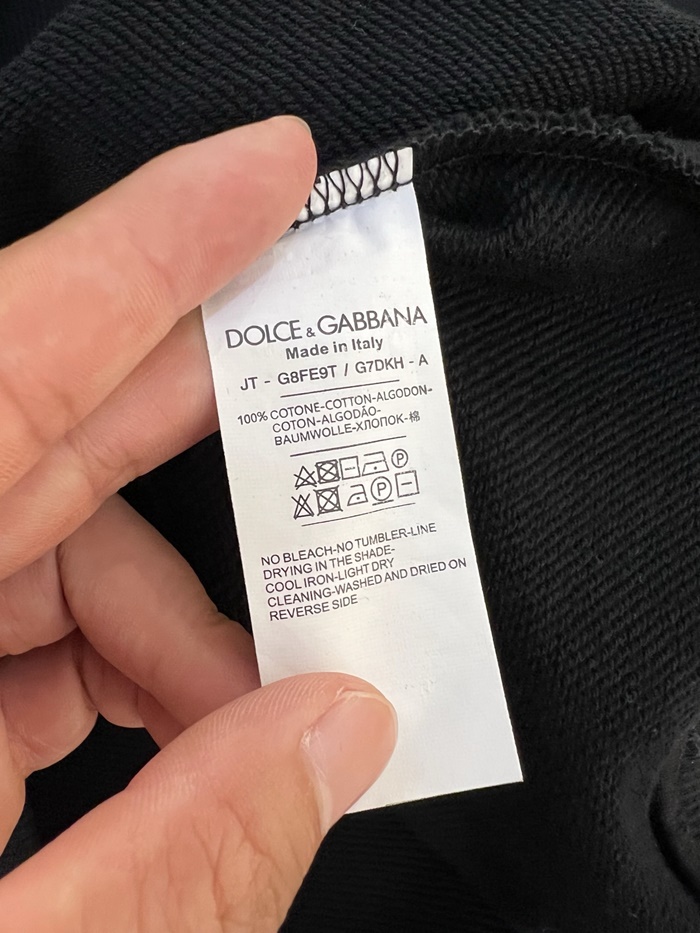 DOLCE & GABBANA
Made in Italy
JT - G8FE9T / G7DKH - A
100% COTONE-COTTON-ALGODON-
COTON-ALGODÃO-
BAUMWOLLE-ХЛОПОК-棉
P
P
NO BLEACH-NO TUMBLER-LINE
DRYING IN THE SHADE-
COOL IRON-LIGHT DRY
CLEANING-WASHED AND DRIED ON
REVERSE SIDE